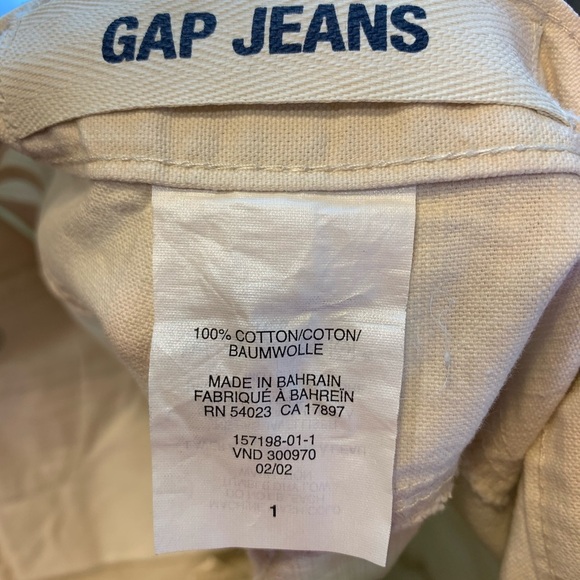 GAP JEANS
100% COTTON/COTON/
BAUMWOLLE
MADE IN BAHRAIN
FABRIQUÉ À BAHREÏN
RN 54023 CA 17897
157198-01-1
VND 300970
02/02
1